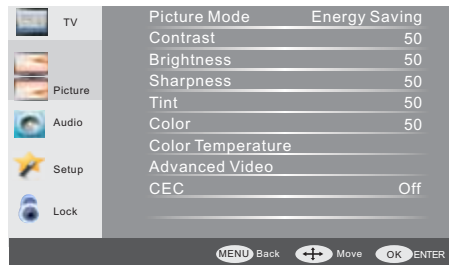 TV
Picture
Audio
Setup
Lock
Picture Mode Energy Saving
Contrast 50
Brightness 50
Sharpness 50
Tint 50
Color 50
Color Temperature
Advanced Video
CEC Off
MENU Back Move OK ENTER